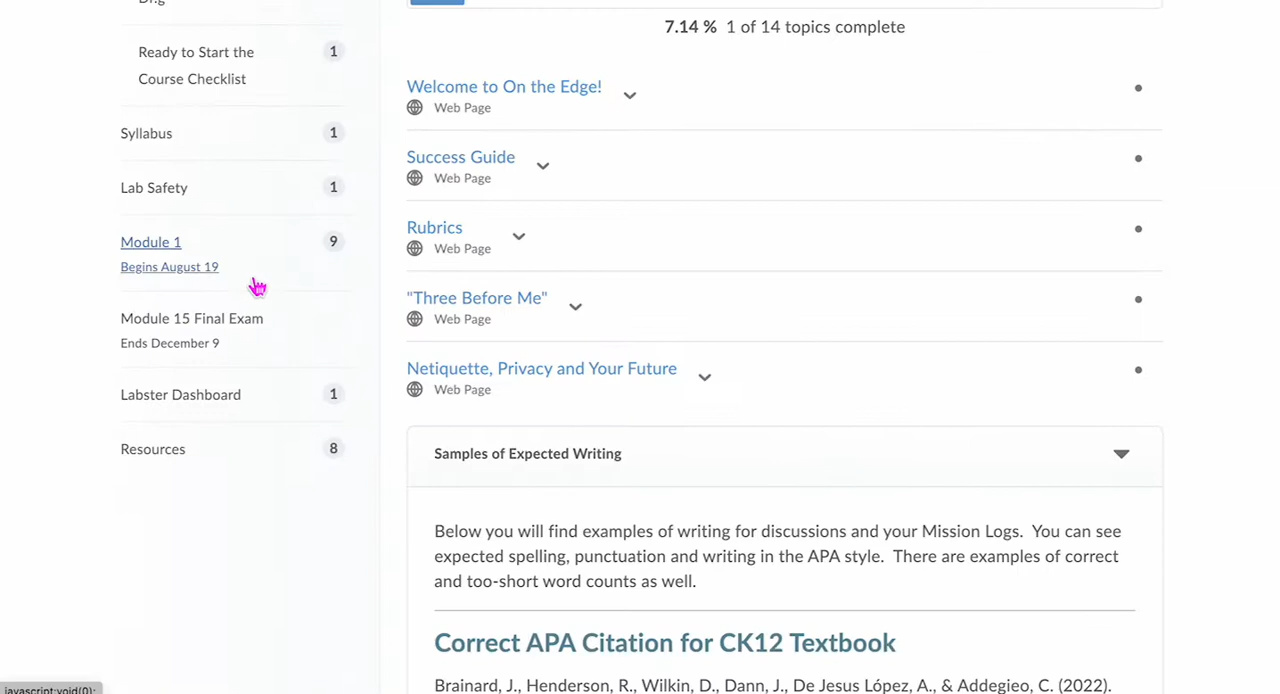 Ready to Start the
Course Checklist
1
Syllabus
1
Lab Safety
1
Module 1
9
Begins August 19
Module 15 Final Exam
Ends December 9
Labster Dashboard
1
Resources
8
7.14 % 1 of 14 topics complete
Welcome to On the Edge!
Web Page
Success Guide
Web Page
Rubrics
Web Page
"Three Before Me"
Web Page
Netiquette, Privacy and Your Future
Web Page
Samples of Expected Writing
Below you will find examples of writing for discussions and your Mission Logs. You can see
expected spelling, punctuation and writing in the APA style. There are examples of correct
and too-short word counts as well.
Correct APA Citation for CK12 Textbook
Brainard, J., Henderson, R., Wilkin, D., Dann, J., De Jesus López, A., & Addegieo, C. (2022).
javascript:void(0);